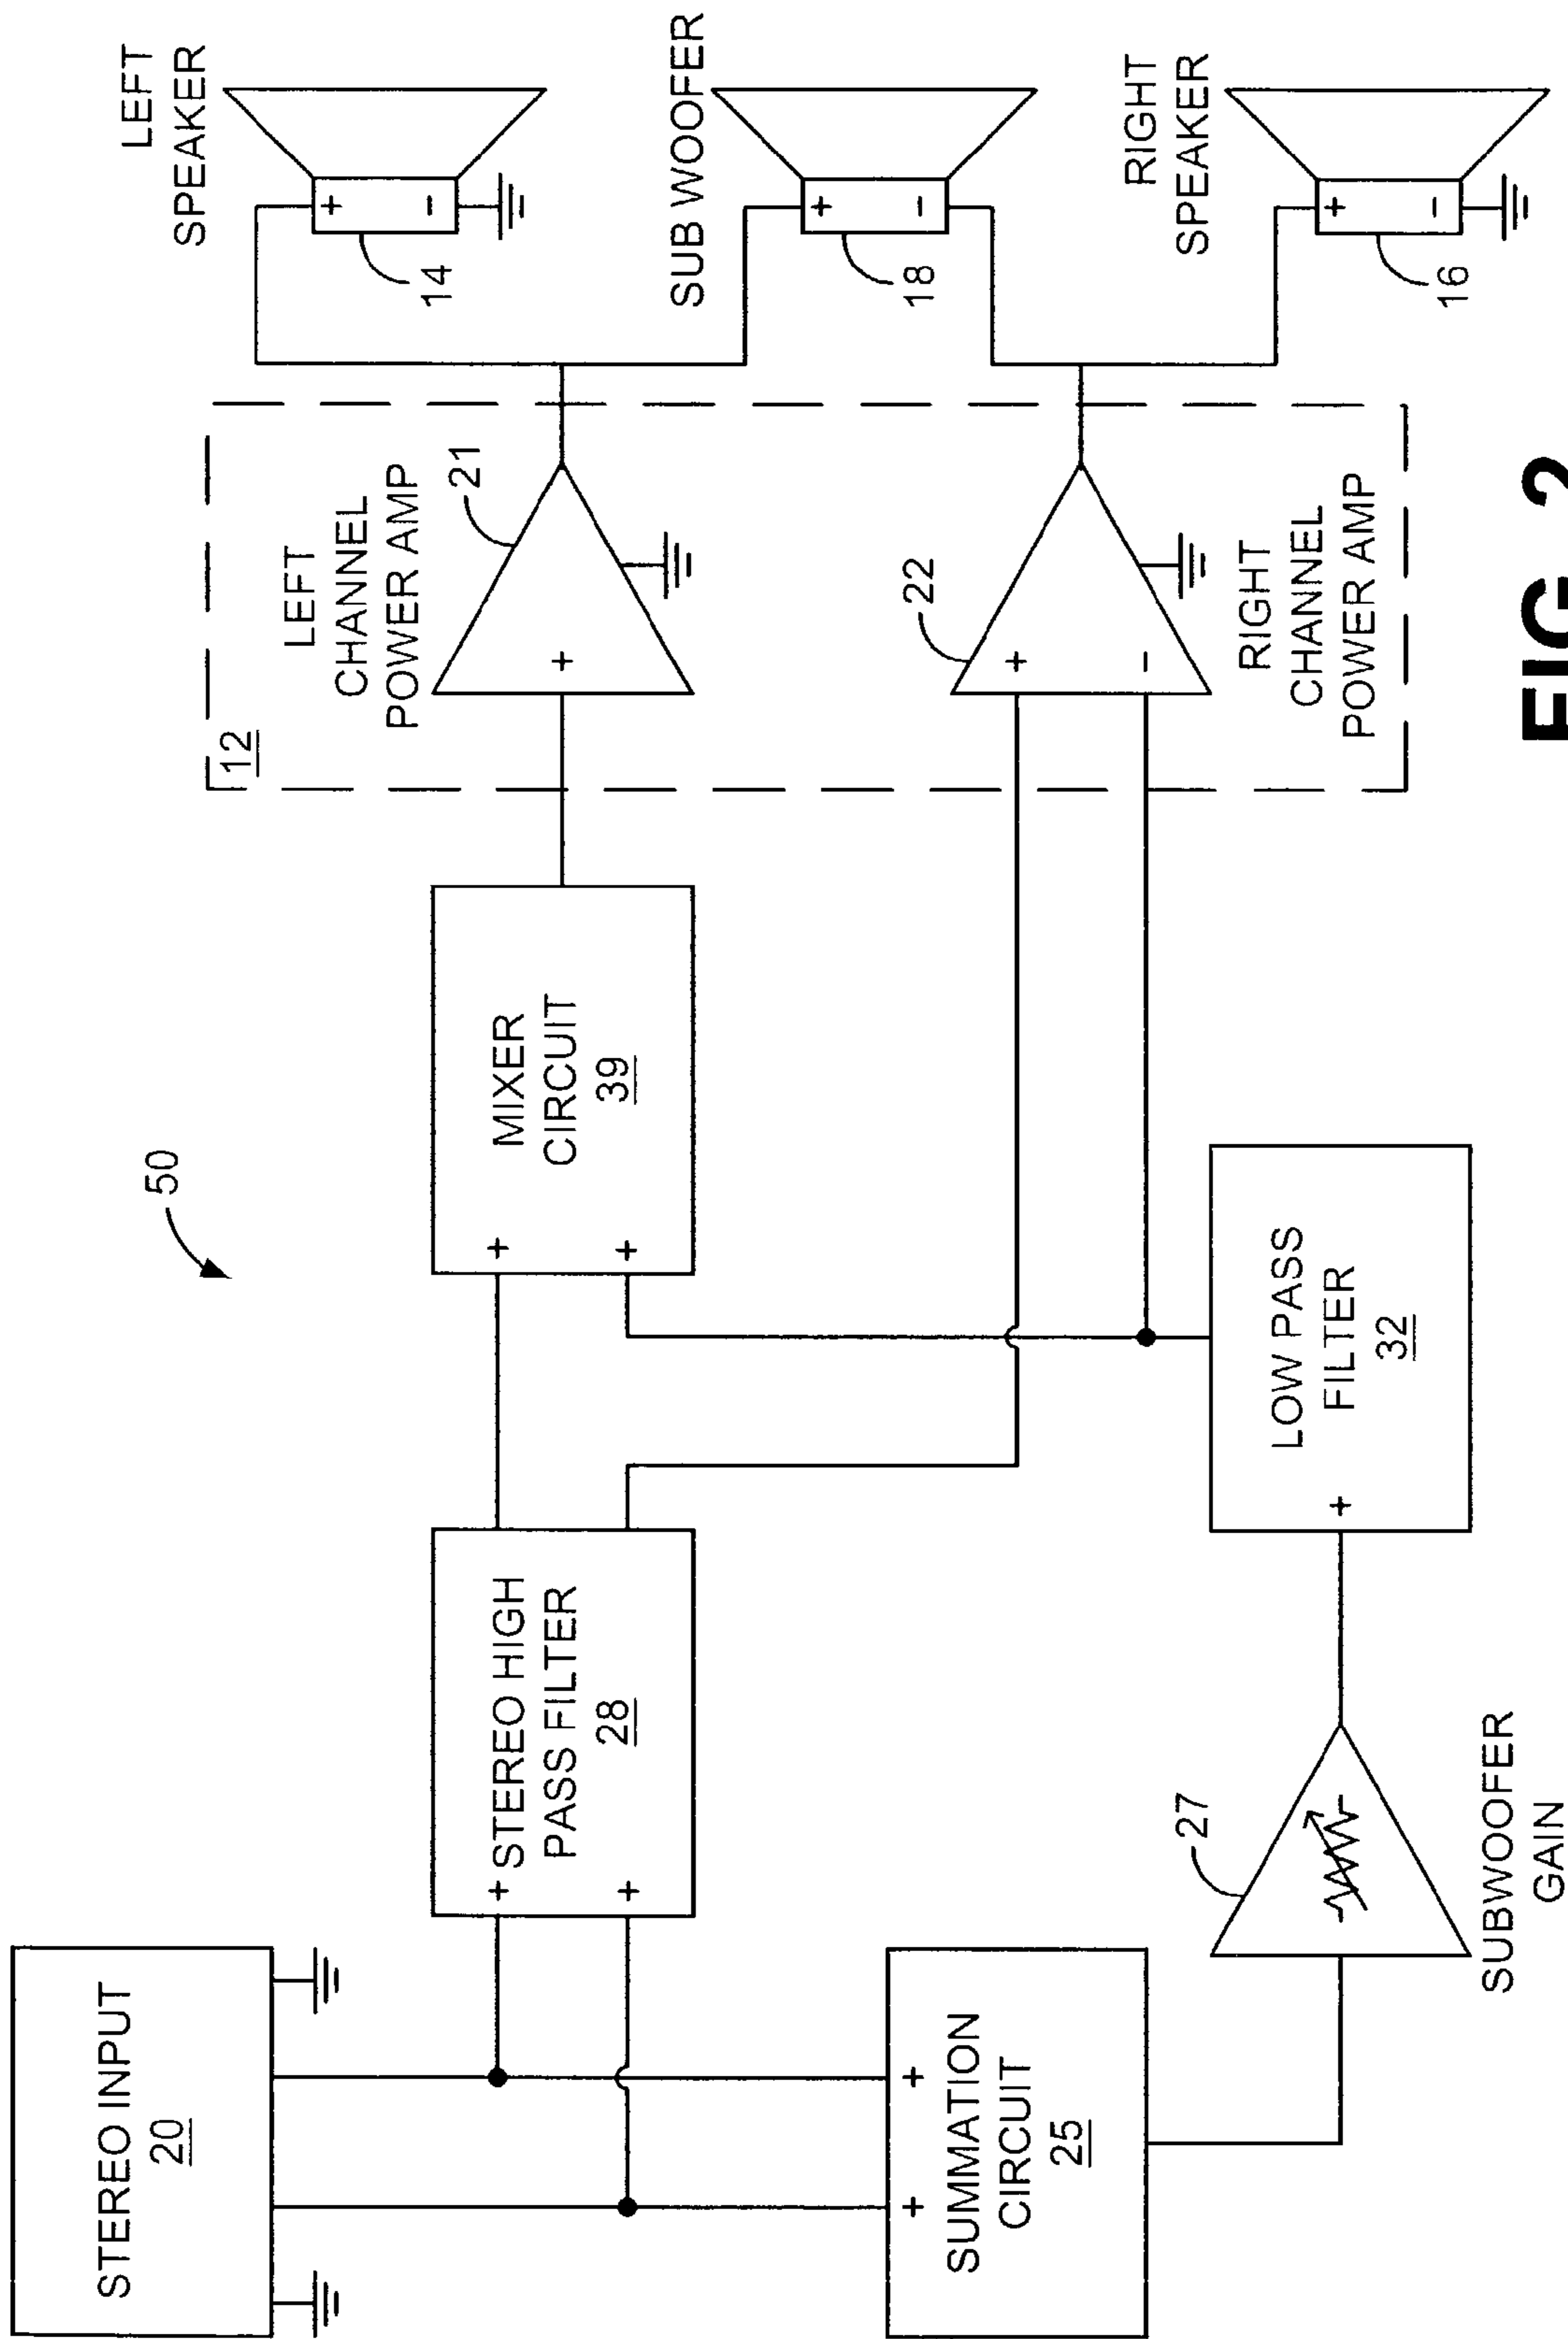 STEREO INPUT
20
SUMMATION
CIRCUIT
25
+
+
STEREO HIGH
PASS FILTER
28
+
+
27
SUBWOOFER
GAIN
50
MIXER
CIRCUIT
39
+
+
LOW PASS
FILTER
32
+
12
LEFT
CHANNEL
POWER AMP
21
+
22
+
-
RIGHT
CHANNEL
POWER AMP
LEFT
SPEAKER
+
-
14
SUB WOOFER
+
-
18
RIGHT
SPEAKER
+
-
16
FIG 2